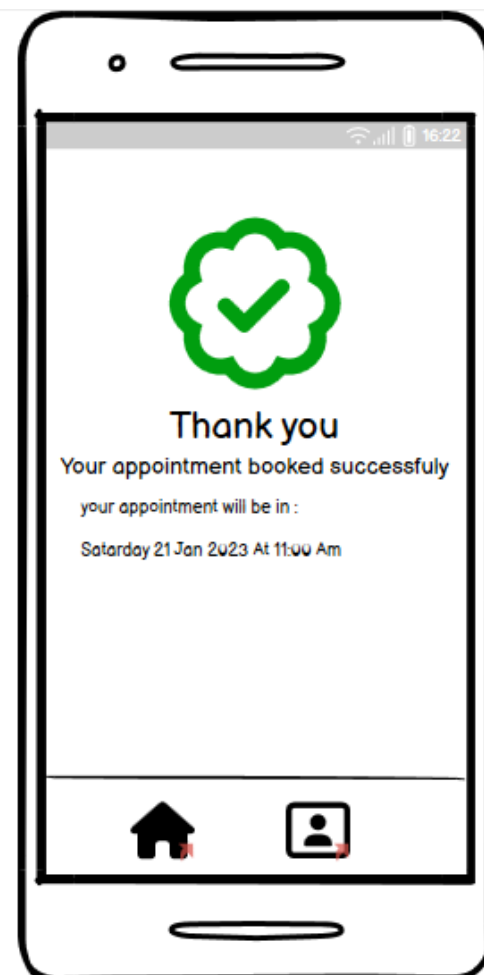 16:22
Thank you
Your appointment booked successfuly
your appointment will be in :
Satarday 21 Jan 2023 At 11:00 Am